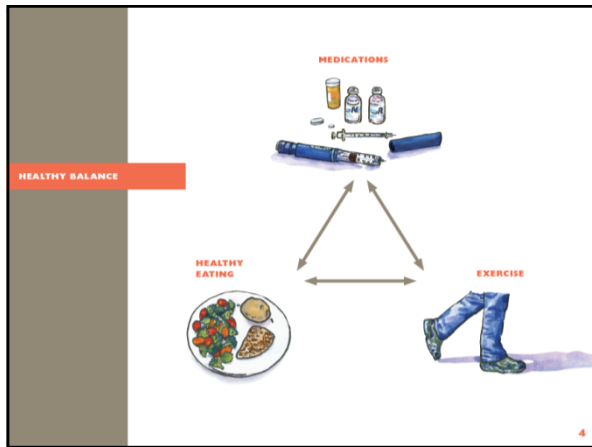 MEDICATIONS
HEALTHY BALANCE
HEALTHY
EATING
EXERCISE
4